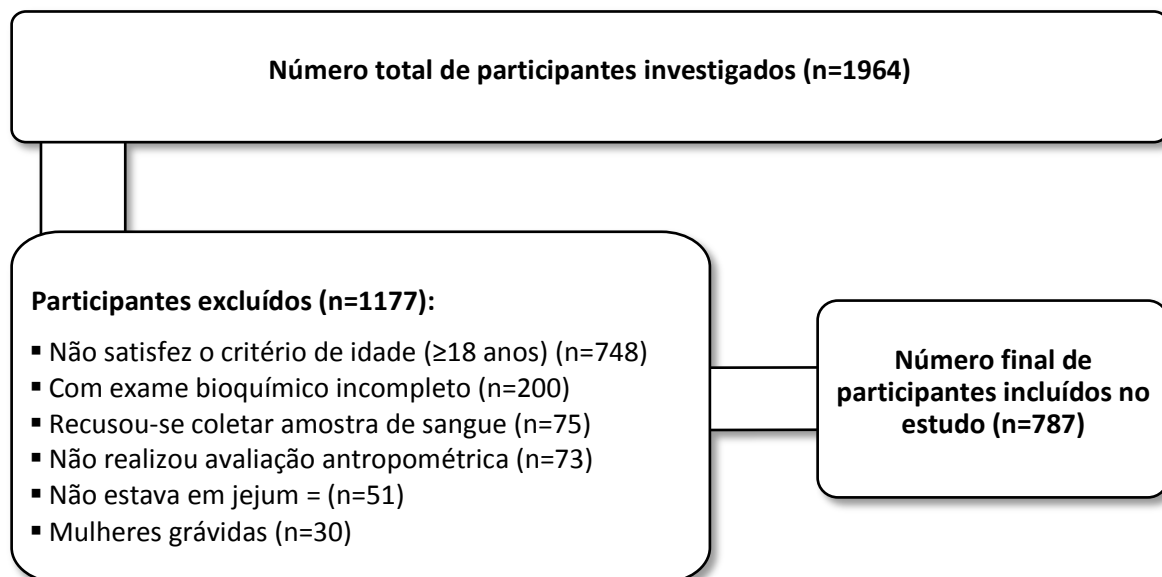 Número total de participantes investigados (n=1964)
Participantes excluídos (n=1177):
▪ Não satisfez o critério de idade (≥18 anos) (n=748)
▪ Com exame bioquímico incompleto (n=200)
▪ Recusou-se coletar amostra de sangue (n=75)
▪ Não realizou avaliação antropométrica (n=73)
▪ Não estava em jejum = (n=51)
▪ Mulheres grávidas (n=30)
Número final de
participantes incluídos no
estudo (n=787)